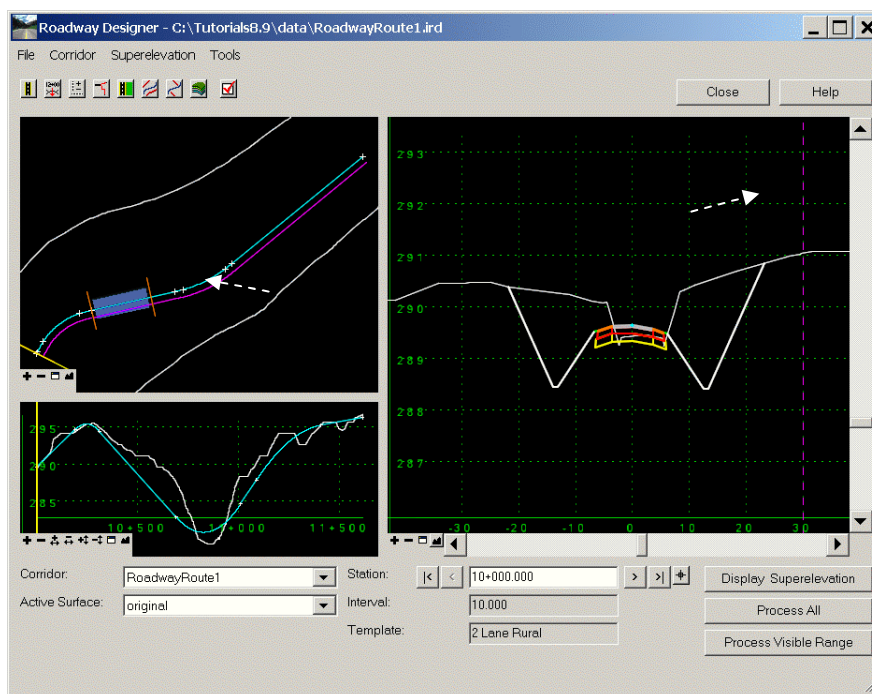 Roadway Designer - C:\Tutorials8.9\data\RoadwayRoute1.ird
File Corridor Superelevation Tools
Close Help
293
292
291
290
289
288
287
-30 -20 -10 0 10 20 30
295
290
285
10+500 11+000 11+500
Corridor: RoadwayRoute1
Active Surface: original
Station: 10+000.000
Interval: 10.000
Template: 2 Lane Rural
Display Superelevation
Process All
Process Visible Range